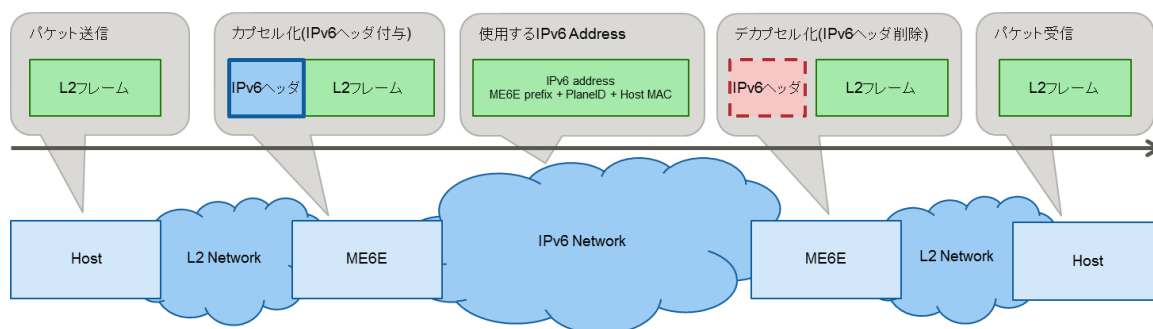 パケット送信
L2フレーム
カプセル化(IPv6ヘッダ付与)
IPv6ヘッダ
L2フレーム
使用するIPv6 Address
IPv6 address
ME6E prefix + PlaneID + Host MAC
デカプセル化(IPv6ヘッダ削除)
IPv6ヘッダ
L2フレーム
パケット受信
L2フレーム
Host
L2 Network
ME6E
IPv6 Network
ME6E
L2 Network
Host